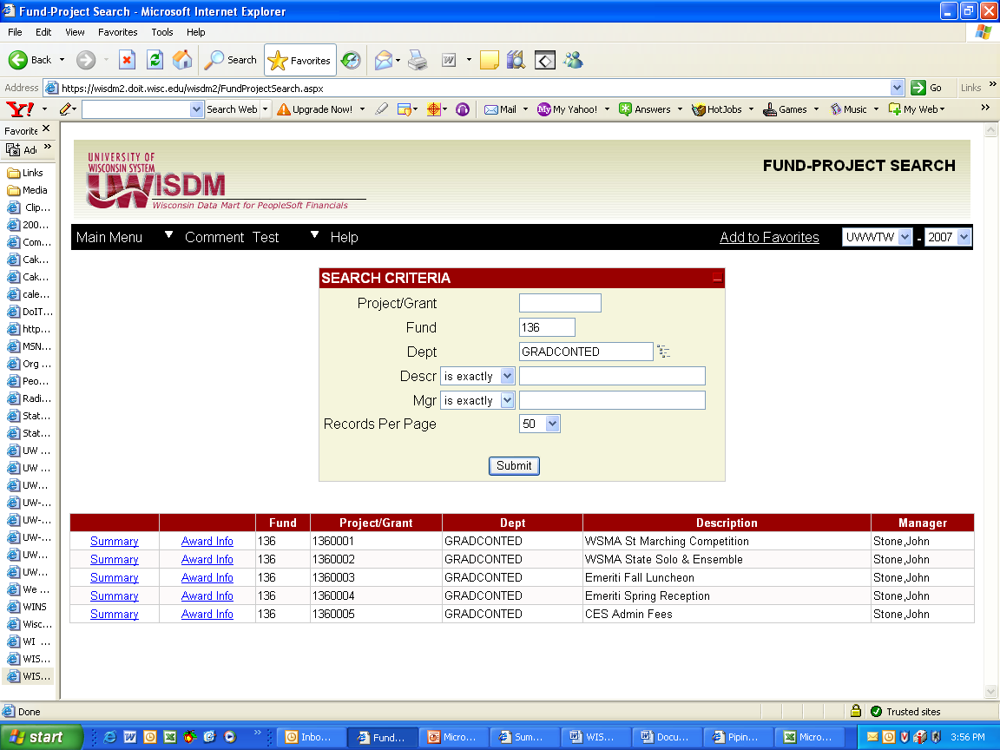 Fund-Project Search - Microsoft Internet Explorer
File Edit View Favorites Tools Help
Back Search Favorites
Address https://wisdm2.doit.wisc.edu/wisdm2/FundProjectSearch.aspx Go Links »
Y! Search Web Upgrade Now! Mail My Yahoo! Answers HotJobs Games Music My Web »
Favorite
Ad »
Links
Media
Clip...
200...
Com...
Cak...
Cak...
cale...
DoIT...
http...
MSN...
Org ...
Peo...
Radi...
Stat...
Stat...
UW ...
UW ...
UW...
UW-...
UW-...
UW-...
UW...
UW...
We ...
WINS
Wisc...
WI ...
WIS...
WIS...
UNIVERSITY OF
WISCONSIN SYSTEM
UWISDM
Wisconsin Data Mart for PeopleSoft Financials
FUND-PROJECT SEARCH
Main Menu Comment Test Help Add to Favorites UWWTW - 2007
SEARCH CRITERIA
Project/Grant
Fund 136
Dept GRADCONTED
Descr is exactly
Mgr is exactly
Records Per Page 50
Submit
Fund Project/Grant Dept Description Manager
Summary Award Info 136 1360001 GRADCONTED WSMA St Marching Competition Stone,John
Summary Award Info 136 1360002 GRADCONTED WSMA State Solo & Ensemble Stone,John
Summary Award Info 136 1360003 GRADCONTED Emeriti Fall Luncheon Stone,John
Summary Award Info 136 1360004 GRADCONTED Emeriti Spring Reception Stone,John
Summary Award Info 136 1360005 GRADCONTED CES Admin Fees Stone,John
Done Trusted sites
start » Inbo... Fund... Micro... Sum... WIS... Docu... Pipin... Micro... 3:56 PM